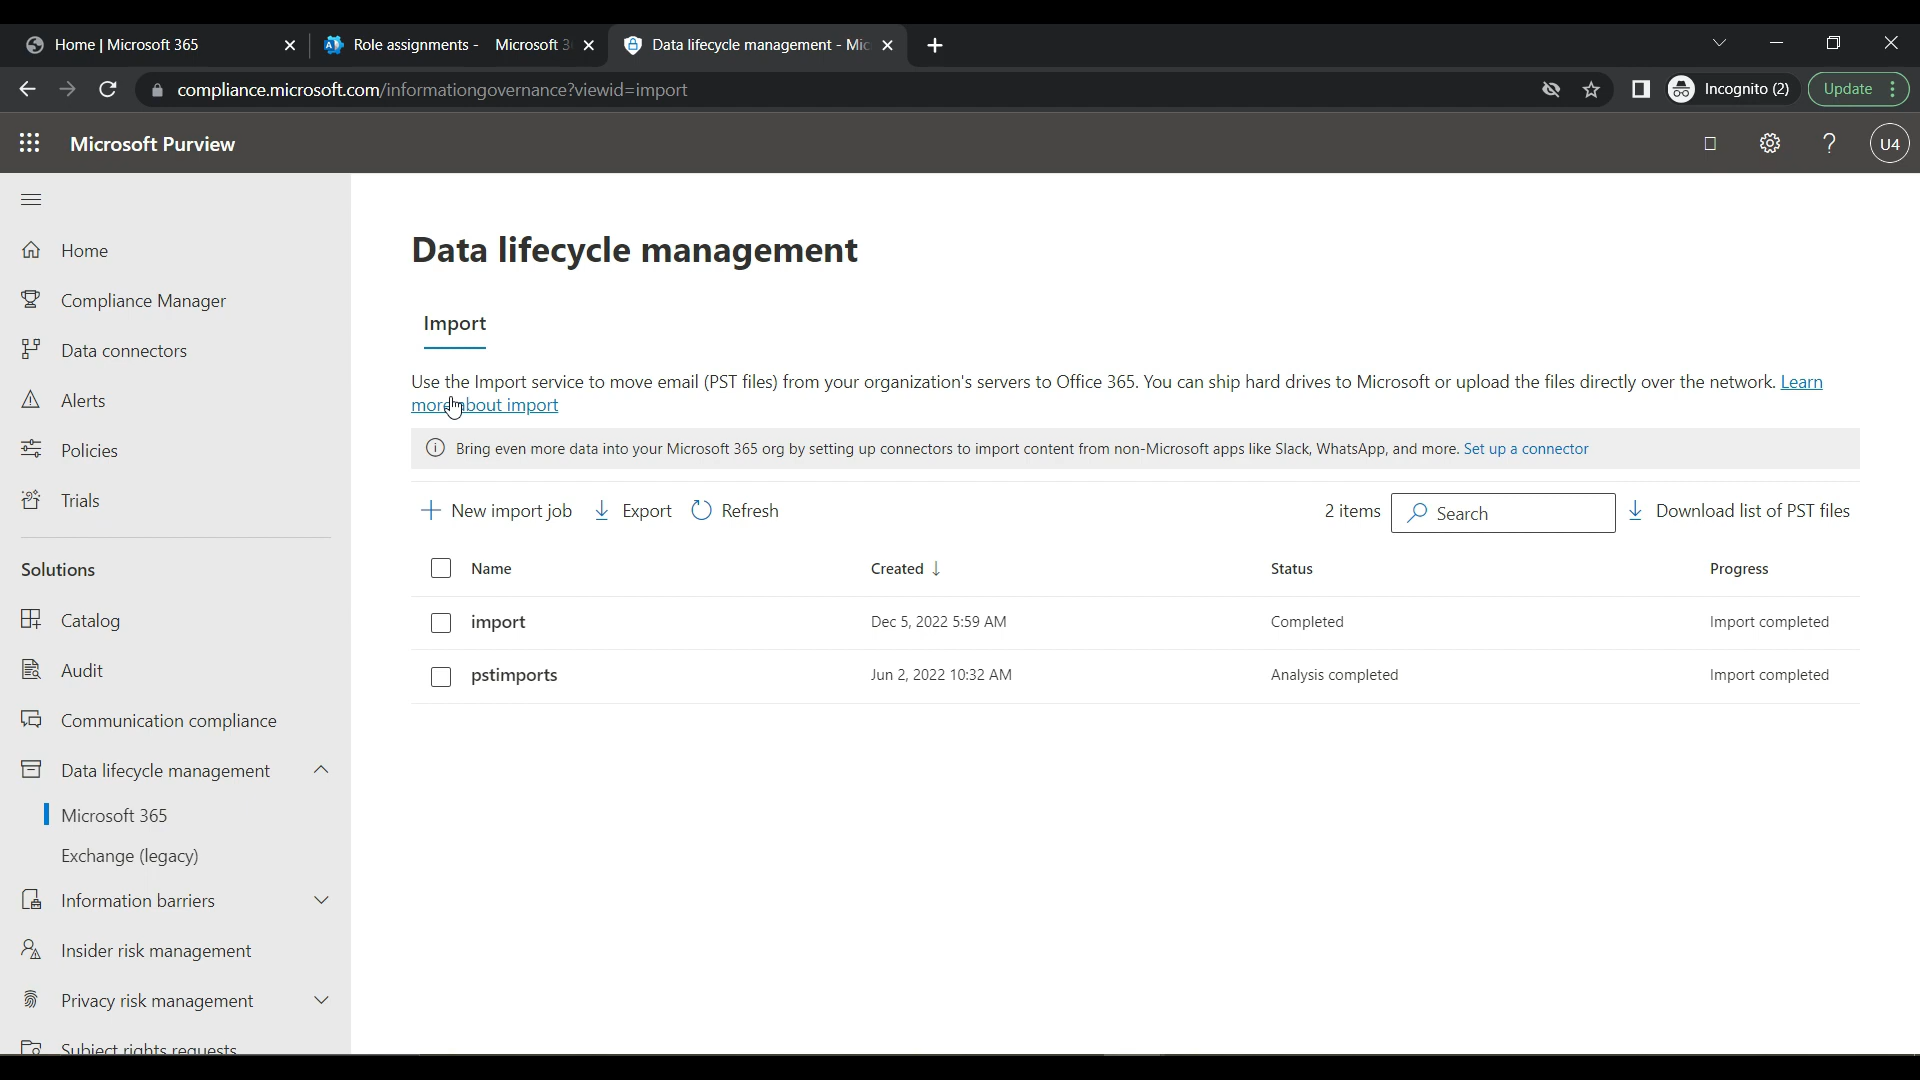 Home | Microsoft 365
Role assignments - Microsoft 3
Data lifecycle management - Mic
compliance.microsoft.com/informationgovernance?viewid=import
Incognito (2)
Update
Microsoft Purview
U4
Home
Compliance Manager
Data connectors
Alerts
Policies
Trials
Solutions
Catalog
Audit
Communication compliance
Data lifecycle management
Microsoft 365
Exchange (legacy)
Information barriers
Insider risk management
Privacy risk management
Subject rights requests
Data lifecycle management
Import
Use the Import service to move email (PST files) from your organization's servers to Office 365. You can ship hard drives to Microsoft or upload the files directly over the network. Learn
more about import
Bring even more data into your Microsoft 365 org by setting up connectors to import content from non-Microsoft apps like Slack, WhatsApp, and more. Set up a connector
New import job Export Refresh 2 items Search Download list of PST files
Name Created ↓ Status Progress
import Dec 5, 2022 5:59 AM Completed Import completed
pstimports Jun 2, 2022 10:32 AM Analysis completed Import completed